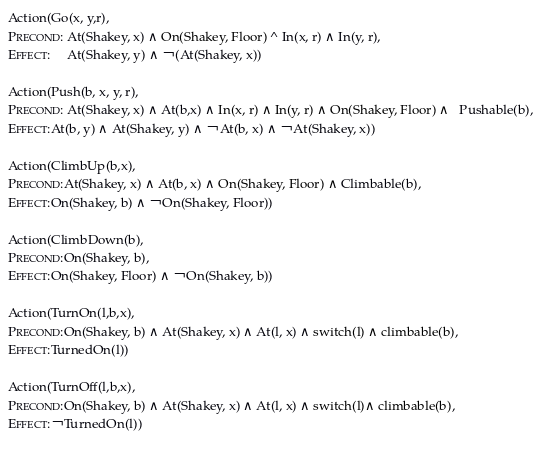 Action(Go(x, y,r),
PRECOND: At(Shakey, x) ∧ On(Shakey, Floor) ^ In(x, r) ∧ In(y, r),
EFFECT: At(Shakey, y) ∧ ¬(At(Shakey, x))
Action(Push(b, x, y, r),
PRECOND: At(Shakey, x) ∧ At(b,x) ∧ In(x, r) ∧ In(y, r) ∧ On(Shakey, Floor) ∧ Pushable(b),
EFFECT:At(b, y) ∧ At(Shakey, y) ∧ ¬At(b, x) ∧ ¬At(Shakey, x))
Action(ClimbUp(b,x),
PRECOND:At(Shakey, x) ∧ At(b, x) ∧ On(Shakey, Floor) ∧ Climbable(b),
EFFECT:On(Shakey, b) ∧ ¬On(Shakey, Floor))
Action(ClimbDown(b),
PRECOND:On(Shakey, b),
EFFECT:On(Shakey, Floor) ∧ ¬On(Shakey, b))
Action(TurnOn(l,b,x),
PRECOND:On(Shakey, b) ∧ At(Shakey, x) ∧ At(l, x) ∧ switch(l) ∧ climbable(b),
EFFECT:TurnedOn(l))
Action(TurnOff(l,b,x),
PRECOND:On(Shakey, b) ∧ At(Shakey, x) ∧ At(l, x) ∧ switch(l)∧ climbable(b),
EFFECT:¬TurnedOn(l))